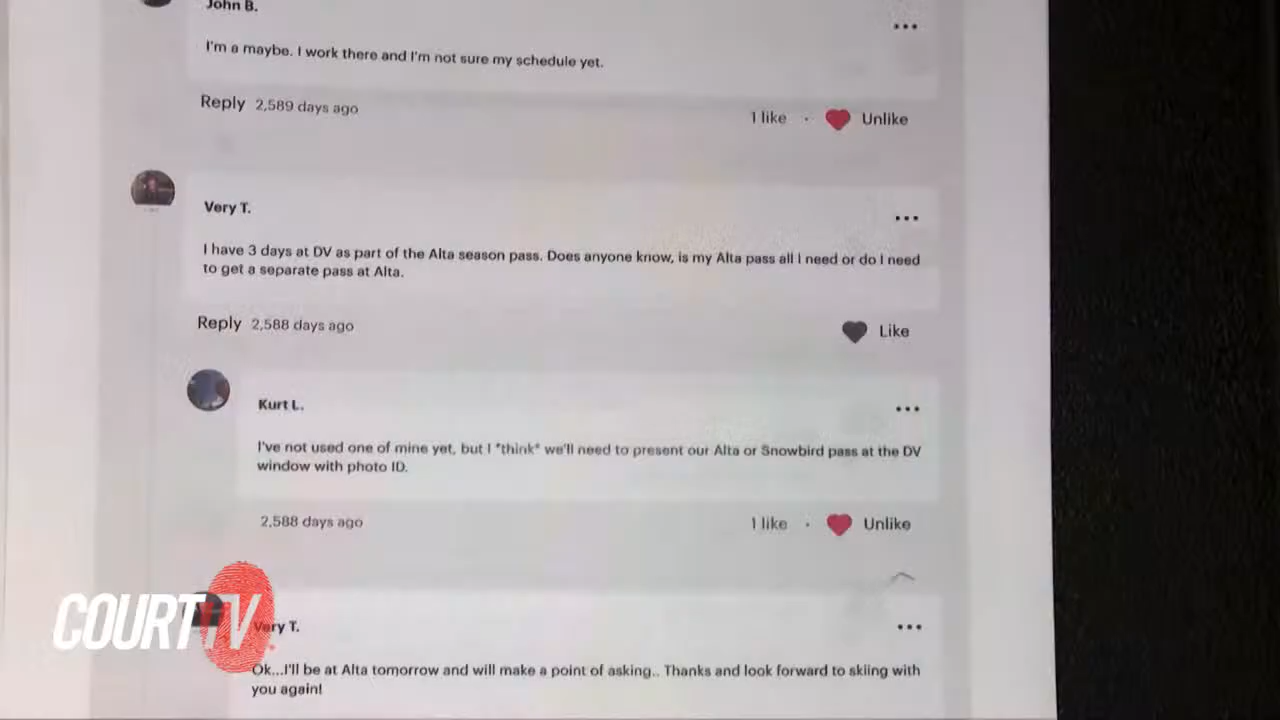 John B.
I'm a maybe. I work there and I'm not sure my schedule yet.
Reply 2,589 days ago
1 like · Unlike
Very T.
I have 3 days at DV as part of the Alta season pass. Does anyone know, is my Alta pass all I need or do I need
to get a separate pass at Alta.
Reply 2,588 days ago
Like
Kurt L.
I've not used one of mine yet, but I *think* we'll need to present our Alta or Snowbird pass at the DV
window with photo ID.
2,588 days ago
1 like · Unlike
Very T.
Ok...I'll be at Alta tomorrow and will make a point of asking.. Thanks and look forward to skiing with
you again!
COURT TV